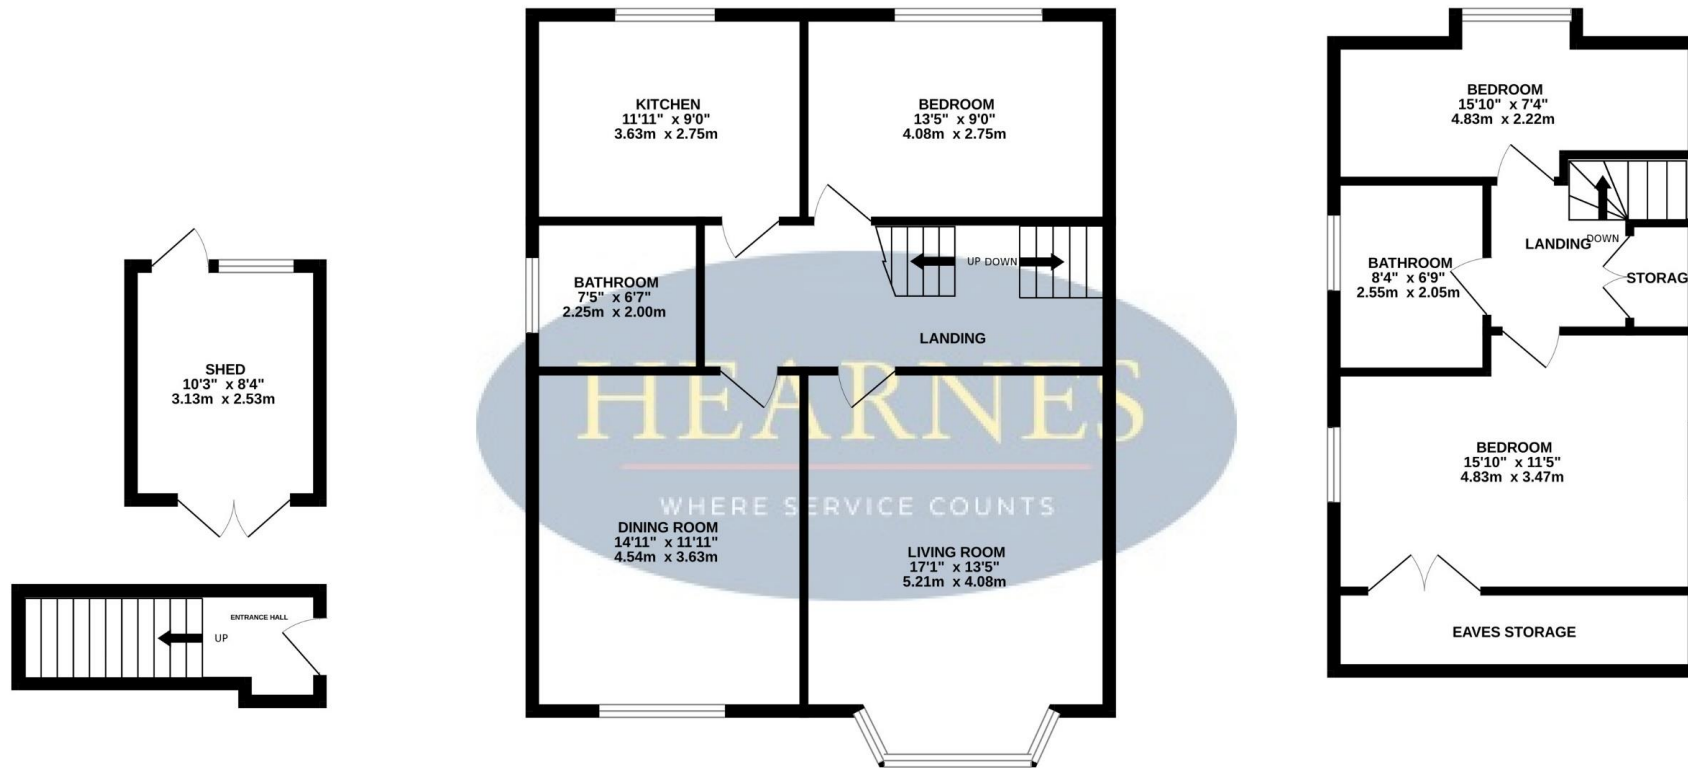 SHED
10'3" x 8'4"
3.13m x 2.53m
ENTRANCE HALL
UP
KITCHEN
11'11" x 9'0"
3.63m x 2.75m
BEDROOM
13'5" x 9'0"
4.08m x 2.75m
BATHROOM
7'5" x 6'7"
2.25m x 2.00m
UP DOWN
LANDING
HEARNES
WHERE SERVICE COUNTS
DINING ROOM
14'11" x 11'11"
4.54m x 3.63m
LIVING ROOM
17'1" x 13'5"
5.21m x 4.08m
BEDROOM
15'10" x 7'4"
4.83m x 2.22m
LANDING
DOWN
BATHROOM
8'4" x 6'9"
2.55m x 2.05m
STORAG
BEDROOM
15'10" x 11'5"
4.83m x 3.47m
EAVES STORAGE